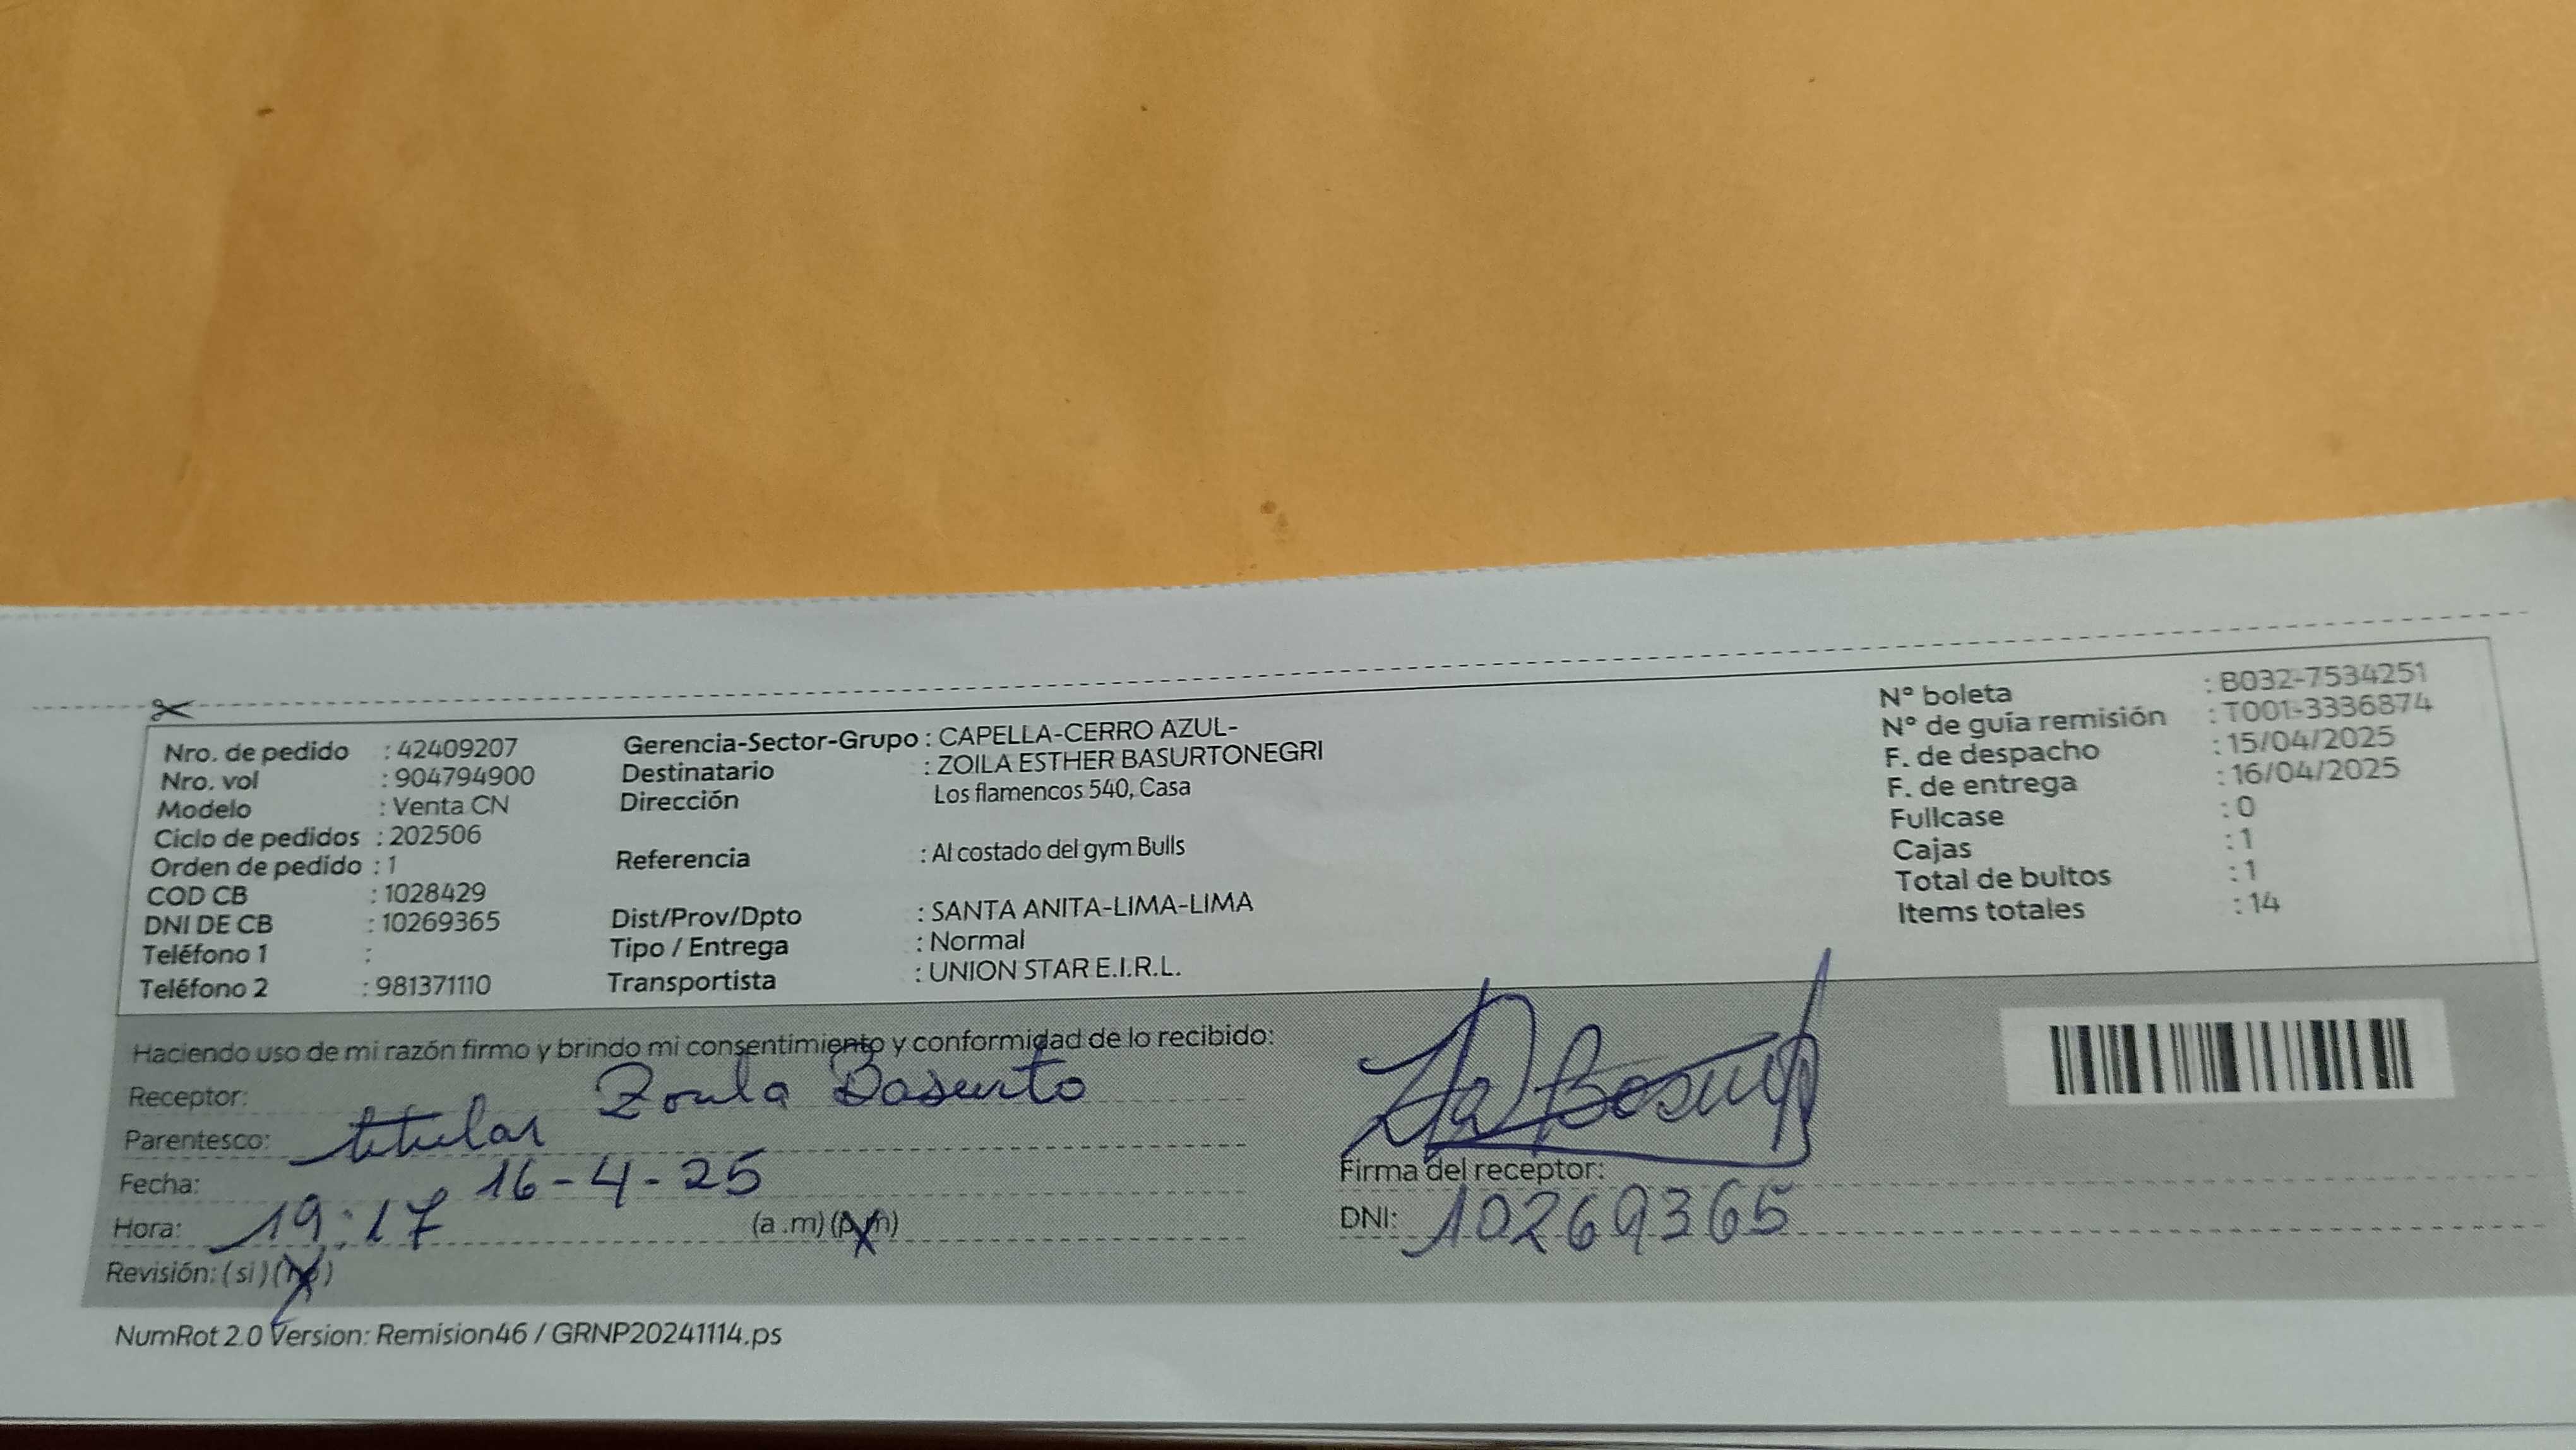 Nro. de pedido : 42409207
Nro. vol : 904794900
Modelo : Venta CN
Ciclo de pedidos : 202506
Orden de pedido : 1
COD CB : 1028429
DNI DE CB : 10269365
Teléfono 1 :
Teléfono 2 : 981371110
Gerencia-Sector-Grupo : CAPELLA-CERRO AZUL-
Destinatario : ZOILA ESTHER BASURTONEGRI
Dirección Los flamencos 540, Casa
Referencia : Al costado del gym Bulls
Dist/Prov/Dpto : SANTA ANITA-LIMA-LIMA
Tipo / Entrega : Normal
Transportista : UNION STAR E.I.R.L.
N° boleta : B032-7534251
N° de guía remisión : T001-3336874
F. de despacho : 15/04/2025
F. de entrega : 16/04/2025
Fullcase : 0
Cajas : 1
Total de bultos : 1
Items totales : 14
Haciendo uso de mi razón firmo y brindo mi consentimiento y conformidad de lo recibido:
Receptor: Zoila Basurto
Parentesco: titular
Fecha: 16-4-25
Hora: 19:17 (a.m) (p.m)
Revisión: (si) (no)
Firma del receptor:
DNI: 10269365
NumRot 2.0 Version: Remision46 / GRNP20241114.ps